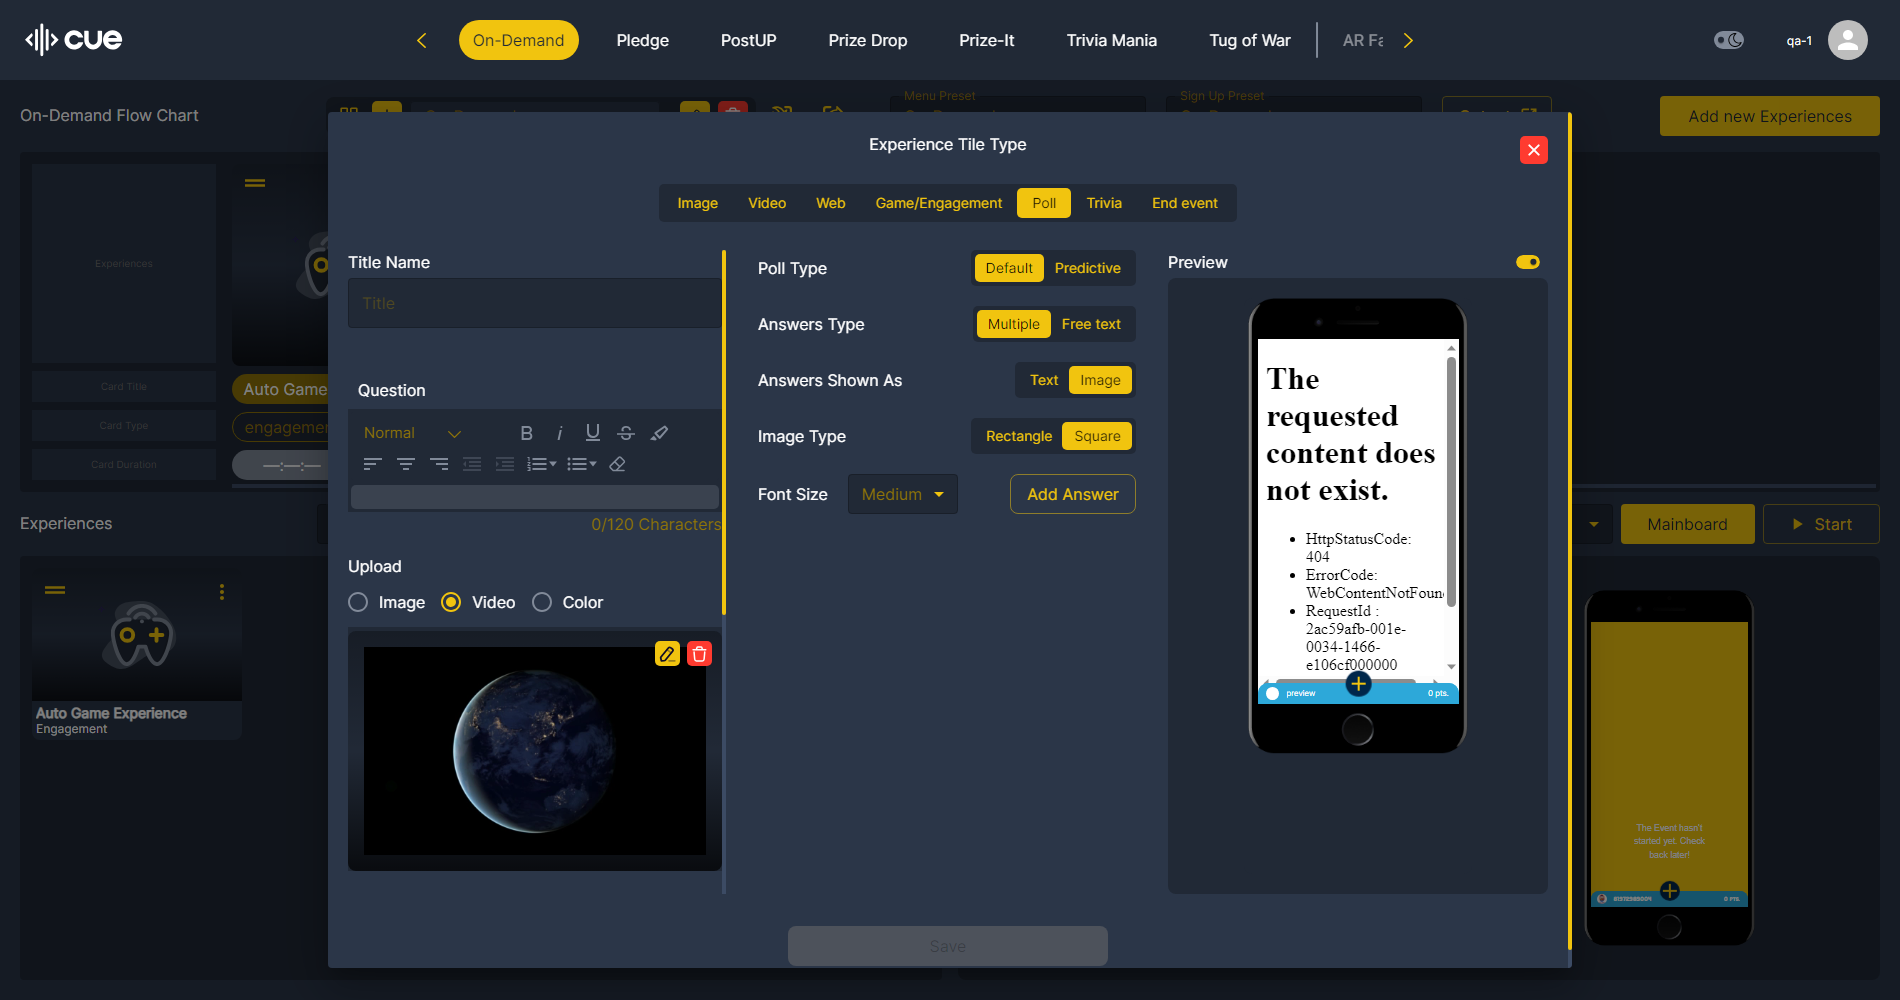 cue
On-Demand
Pledge
PostUP
Prize Drop
Prize-It
Trivia Mania
Tug of War
AR Fa
qa-1
On-Demand Flow Chart
Menu Preset
Sign Up Preset
Add new Experiences
Experience Tile Type
Image
Video
Web
Game/Engagement
Poll
Trivia
End event
Experiences
Card Title
Card Type
Card Duration
Auto Game
engagemen
—:—:—
Title Name
Title
Question
Normal
0/120 Characters
Upload
Image
Video
Color
Poll Type
Default
Predictive
Answers Type
Multiple
Free text
Answers Shown As
Text
Image
Image Type
Rectangle
Square
Font Size
Medium
Add Answer
Preview
The
requested
content does
not exist.
HttpStatusCode:
404
ErrorCode:
WebContentNotFoun
RequestId :
2ac59afb-001e-
0034-1466-
e106cf000000
preview
0 pts.
Save
Experiences
Auto Game Experience
Engagement
Mainboard
Start
The Event hasn't
started yet. Check
back later!
0 PTS.